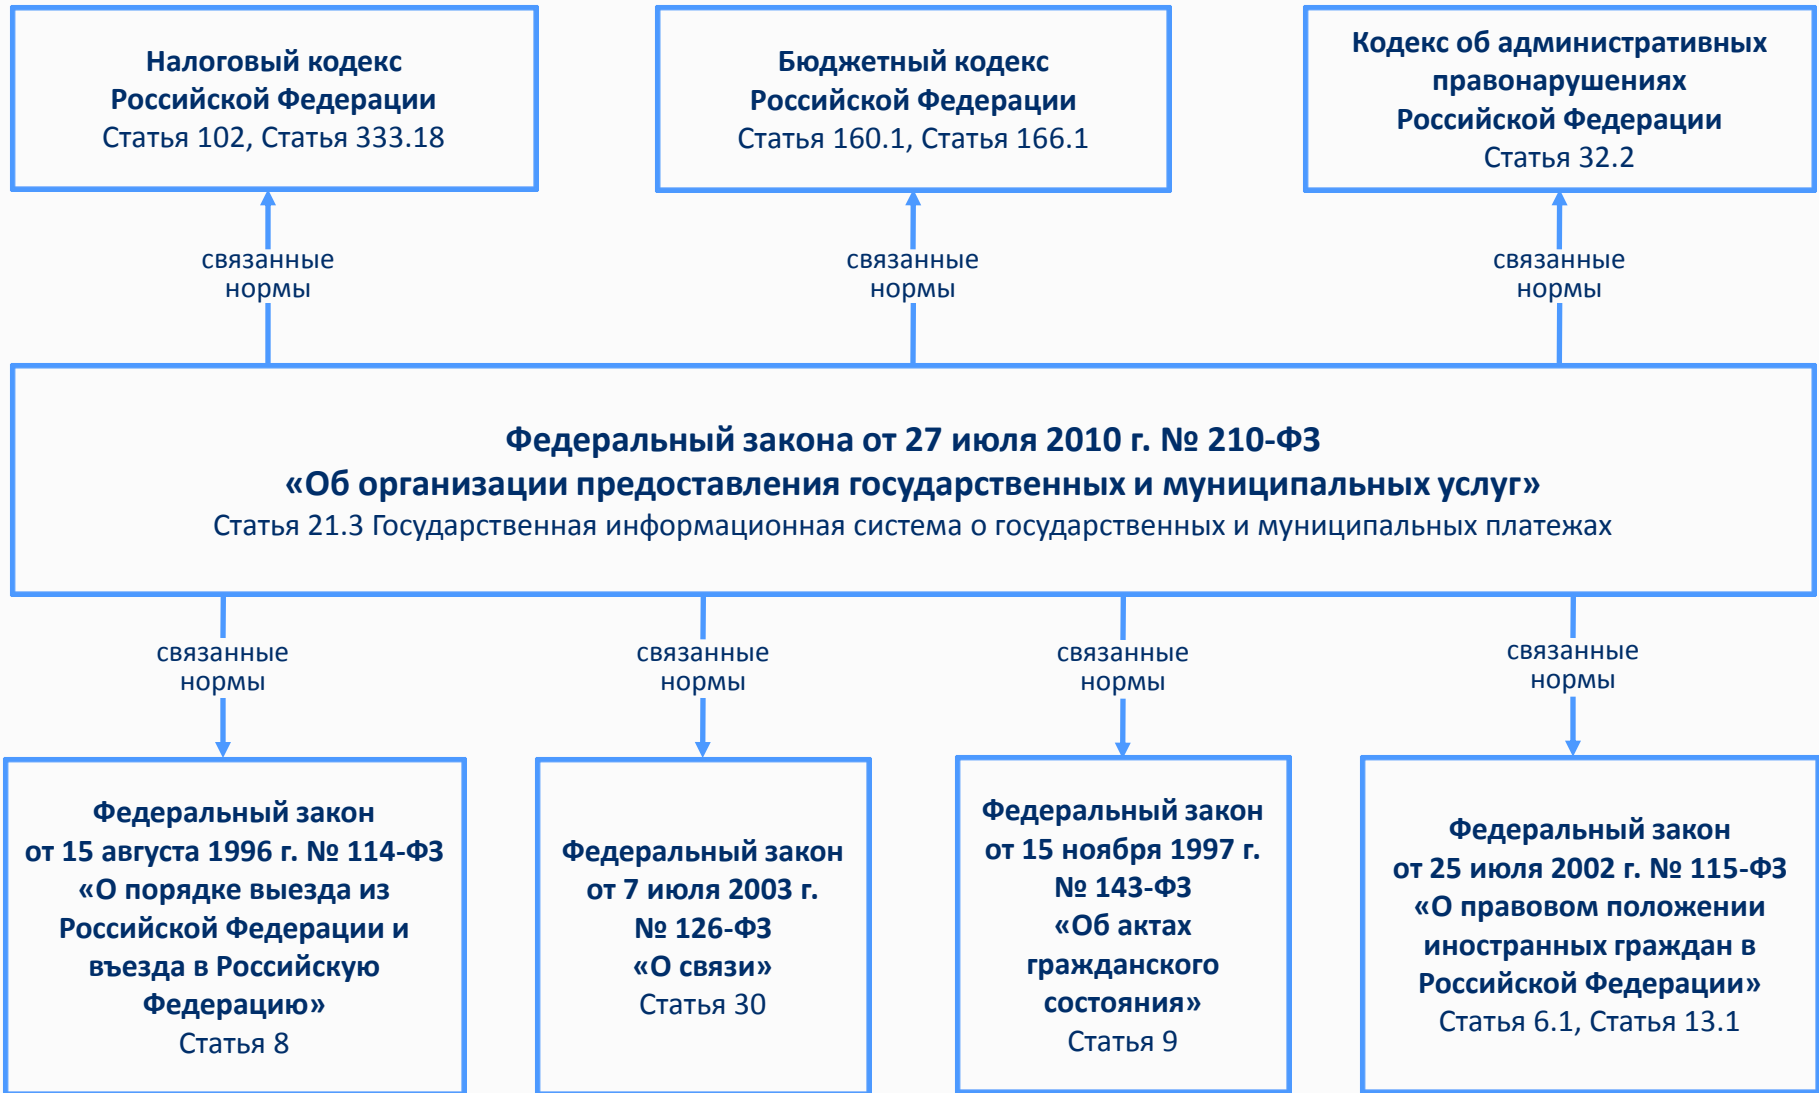 Налоговый кодекс
Российской Федерации
Статья 102, Статья 333.18
Бюджетный кодекс
Российской Федерации
Статья 160.1, Статья 166.1
Кодекс об административных
правонарушениях
Российской Федерации
Статья 32.2
связанные
нормы
связанные
нормы
связанные
нормы
Федеральный закона от 27 июля 2010 г. № 210-ФЗ
«Об организации предоставления государственных и муниципальных услуг»
Статья 21.3 Государственная информационная система о государственных и муниципальных платежах
связанные
нормы
связанные
нормы
связанные
нормы
связанные
нормы
Федеральный закон
от 15 августа 1996 г. № 114-ФЗ
«О порядке выезда из
Российской Федерации и
въезда в Российскую
Федерацию»
Статья 8
Федеральный закон
от 7 июля 2003 г.
№ 126-ФЗ
«О связи»
Статья 30
Федеральный закон
от 15 ноября 1997 г.
№ 143-ФЗ
«Об актах
гражданского
состояния»
Статья 9
Федеральный закон
от 25 июля 2002 г. № 115-ФЗ
«О правовом положении
иностранных граждан в
Российской Федерации»
Статья 6.1, Статья 13.1